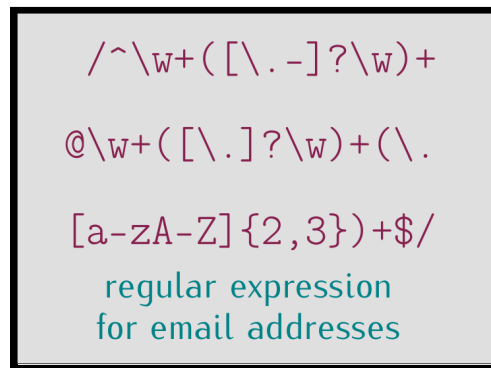 /^\w+([\.-]?\w)+
@\w+([\.]?\w)+(\.
[a-zA-Z]{2,3})+$/
regular expression
for email addresses